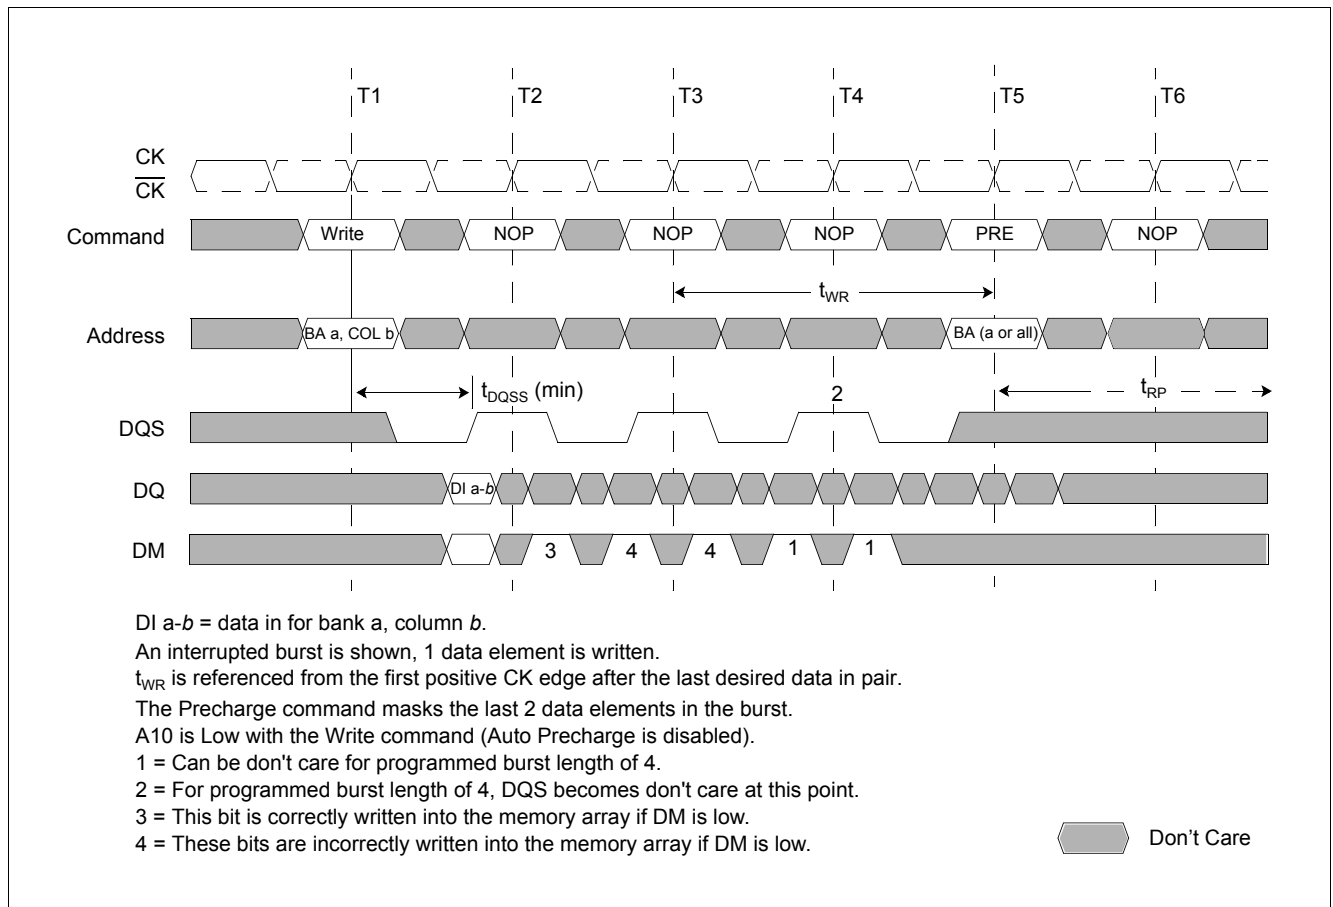 T1 T2 T3 T4 T5 T6
CK
CK
Command Write NOP NOP NOP PRE NOP
tWR
Address BA a, COL b BA (a or all)
tDQSS (min) 2 tRP
DQS
DQ DI a-b
DM 3 4 4 1 1
DI a-b = data in for bank a, column b.
An interrupted burst is shown, 1 data element is written.
tWR is referenced from the first positive CK edge after the last desired data in pair.
The Precharge command masks the last 2 data elements in the burst.
A10 is Low with the Write command (Auto Precharge is disabled).
1 = Can be don't care for programmed burst length of 4.
2 = For programmed burst length of 4, DQS becomes don't care at this point.
3 = This bit is correctly written into the memory array if DM is low.
4 = These bits are incorrectly written into the memory array if DM is low.
Don't Care